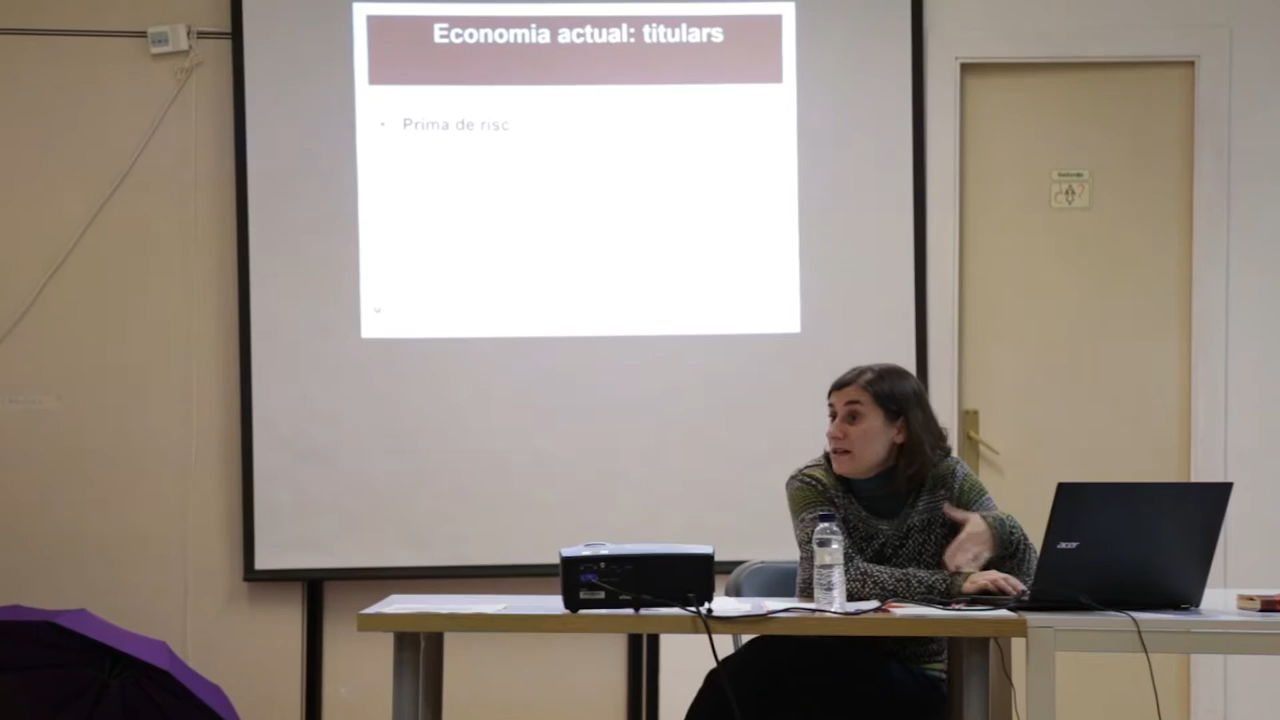 Economia actual: titulars
• Prima de risc
acer